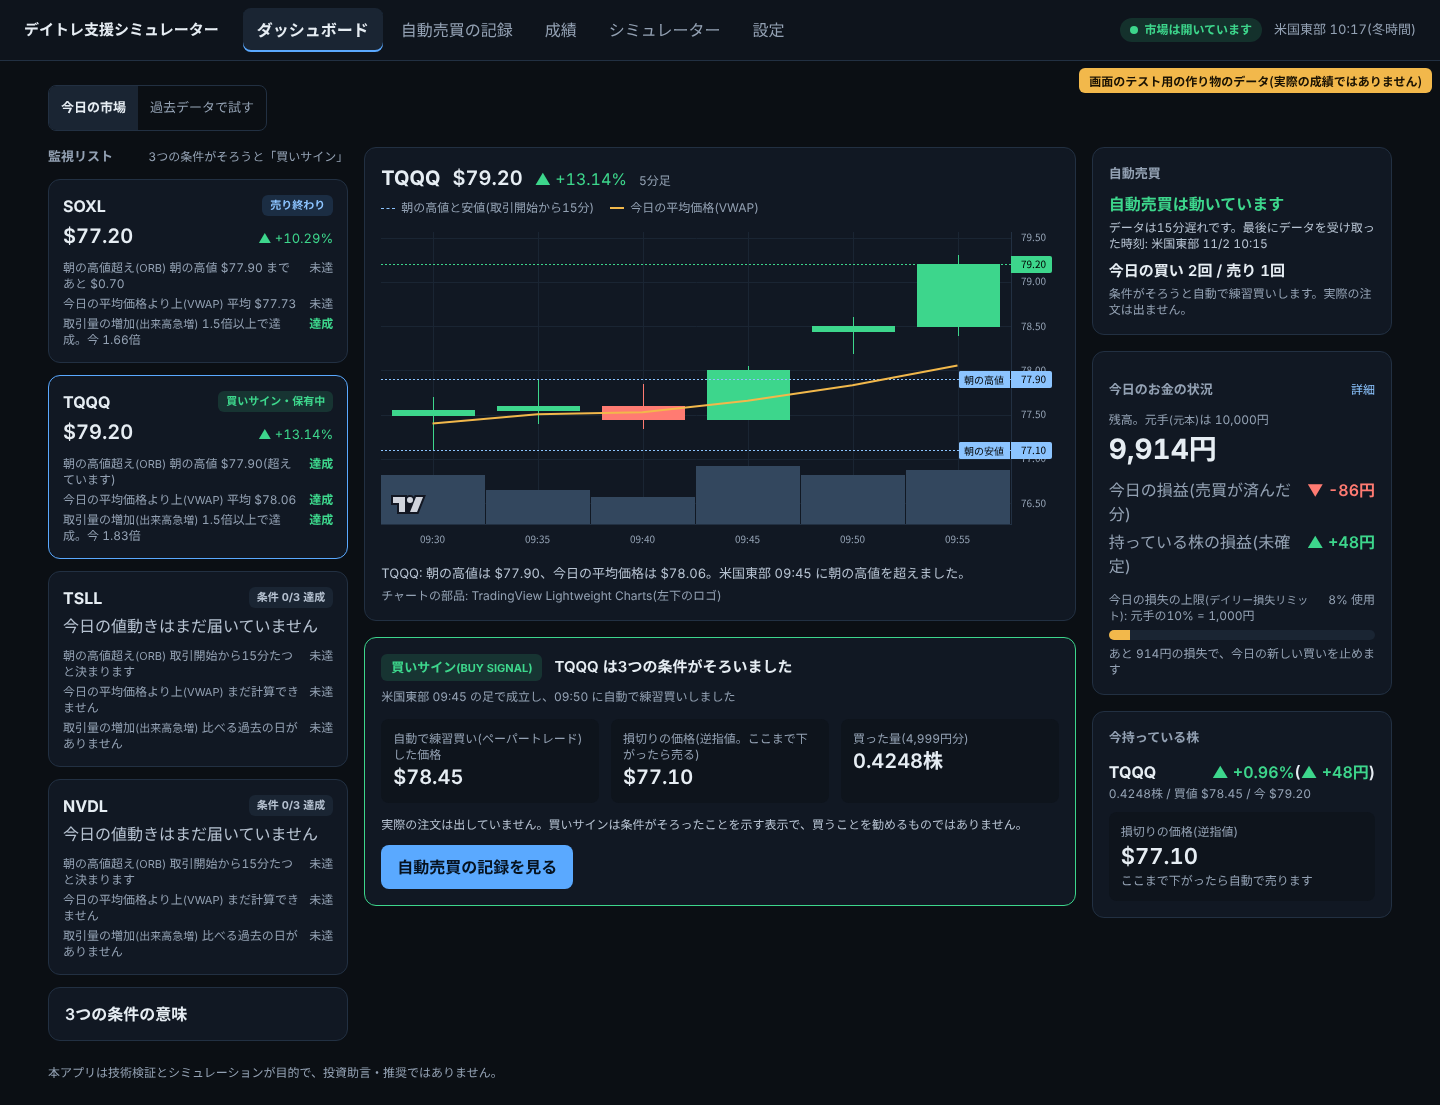 デイトレ支援シミュレーター
ダッシュボード
自動売買の記録
成績
シミュレーター
設定
市場は開いています
米国東部 10:17(冬時間)
画面のテスト用の作り物のデータ(実際の成績ではありません)
今日の市場
過去データで試す
監視リスト
3つの条件がそろうと「買いサイン」
SOXL
売り終わり
$77.20
▲ +10.29%
朝の高値超え(ORB) 朝の高値 $77.90 まで
あと $0.70
未達
今日の平均価格より上(VWAP) 平均 $77.73
未達
取引量の増加(出来高急増) 1.5倍以上で達
成。今 1.66倍
達成
TQQQ
買いサイン・保有中
$79.20
▲ +13.14%
朝の高値超え(ORB) 朝の高値 $77.90(超え
ています)
達成
今日の平均価格より上(VWAP) 平均 $78.06
達成
取引量の増加(出来高急増) 1.5倍以上で達
成。今 1.83倍
達成
TSLL
条件 0/3 達成
今日の値動きはまだ届いていません
朝の高値超え(ORB) 取引開始から15分たつ
と決まります
未達
今日の平均価格より上(VWAP) まだ計算でき
ません
未達
取引量の増加(出来高急増) 比べる過去の日が
ありません
未達
NVDL
条件 0/3 達成
今日の値動きはまだ届いていません
朝の高値超え(ORB) 取引開始から15分たつ
と決まります
未達
今日の平均価格より上(VWAP) まだ計算でき
ません
未達
取引量の増加(出来高急増) 比べる過去の日が
ありません
未達
3つの条件の意味
TQQQ $79.20 ▲ +13.14% 5分足
朝の高値と安値(取引開始から15分)
今日の平均価格(VWAP)
79.50
79.20
79.00
78.50
78.00
朝の高値 77.90
77.50
朝の安値 77.10
77.00
76.50
09:30
09:35
09:40
09:45
09:50
09:55
TQQQ: 朝の高値は $77.90、今日の平均価格は $78.06。米国東部 09:45 に朝の高値を超えました。
チャートの部品: TradingView Lightweight Charts(左下のロゴ)
買いサイン(BUY SIGNAL)
TQQQ は3つの条件がそろいました
米国東部 09:45 の足で成立し、09:50 に自動で練習買いしました
自動で練習買い(ペーパートレード)
した価格
$78.45
損切りの価格(逆指値。ここまで下
がったら売る)
$77.10
買った量(4,999円分)
0.4248株
実際の注文は出していません。買いサインは条件がそろったことを示す表示で、買うことを勧めるものではありません。
自動売買の記録を見る
自動売買
自動売買は動いています
データは15分遅れです。最後にデータを受け取っ
た時刻: 米国東部 11/2 10:15
今日の買い 2回 / 売り 1回
条件がそろうと自動で練習買いします。実際の注
文は出ません。
今日のお金の状況
詳細
残高。元手(元本)は 10,000円
9,914円
今日の損益(売買が済んだ
分)
▼ -86円
持っている株の損益(未確
定)
▲ +48円
今日の損失の上限(デイリー損失リミッ
ト): 元手の10% = 1,000円
8% 使用
あと 914円の損失で、今日の新しい買いを止めま
す
今持っている株
TQQQ
▲ +0.96%(▲ +48円)
0.4248株 / 買値 $78.45 / 今 $79.20
損切りの価格(逆指値)
$77.10
ここまで下がったら自動で売ります
本アプリは技術検証とシミュレーションが目的で、投資助言・推奨ではありません。